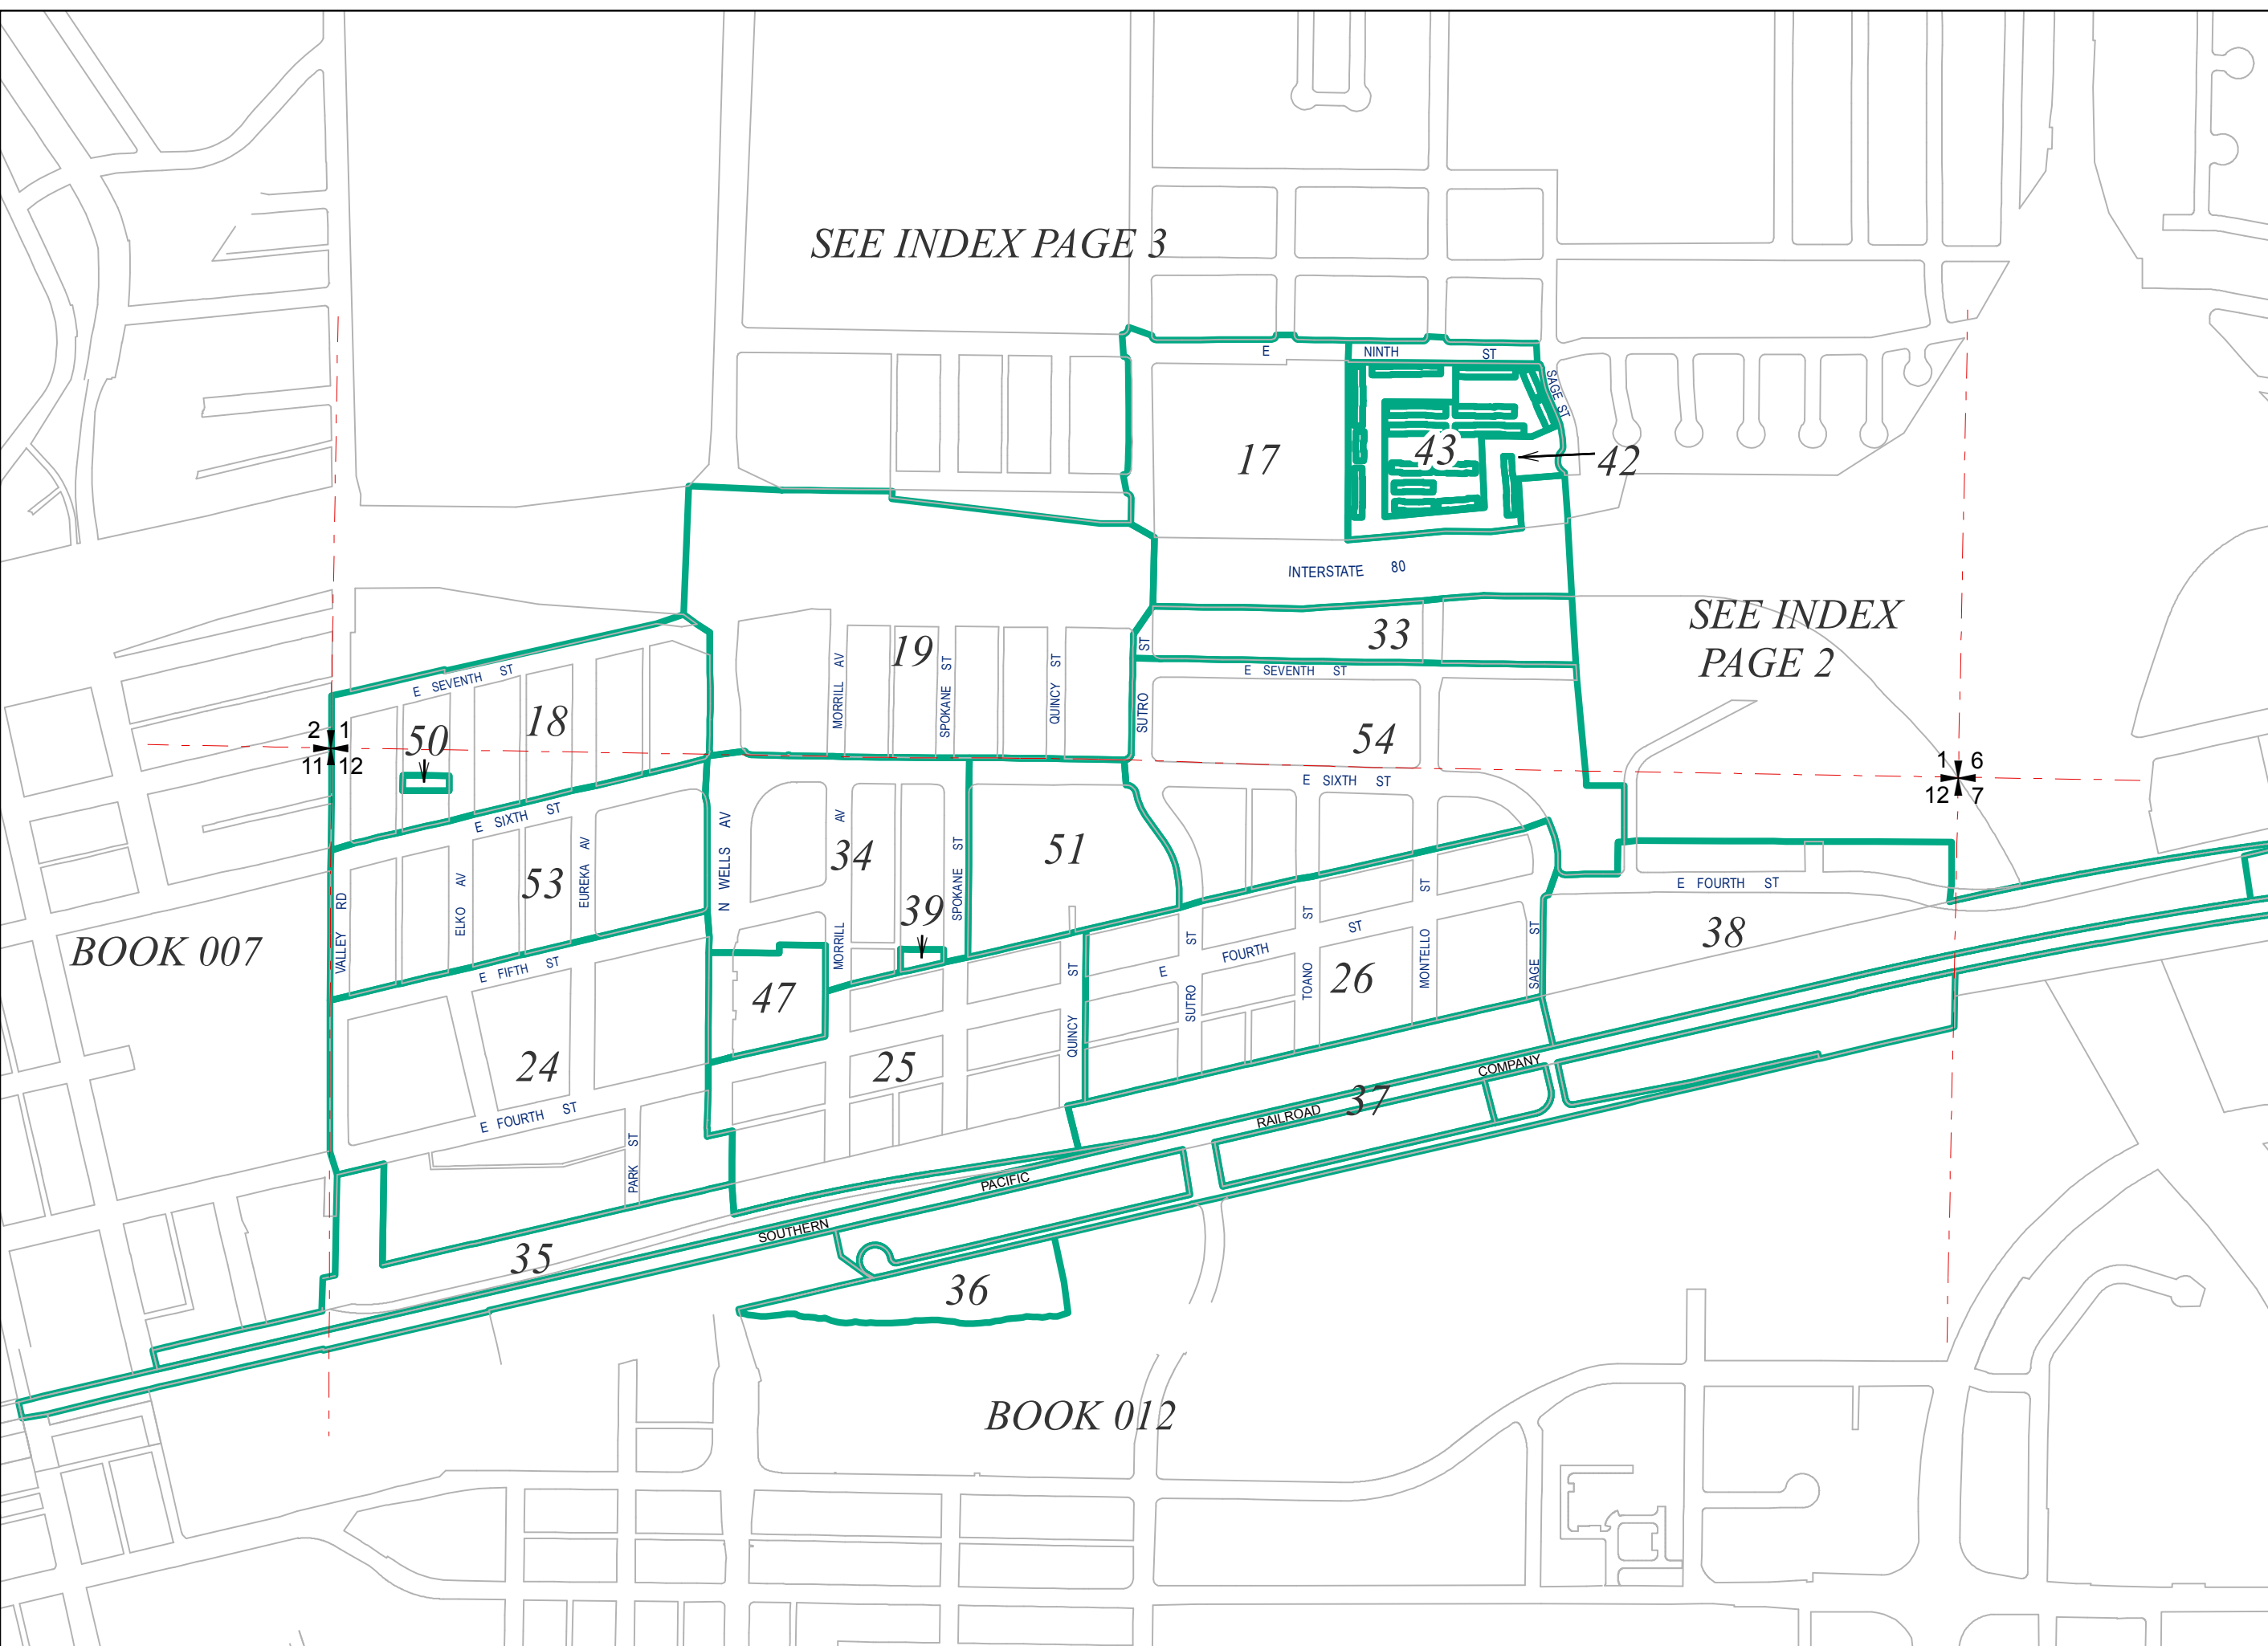 SEE INDEX PAGE 3
E NINTH ST
SAGE ST
17
43
42
INTERSTATE 80
SEE INDEX
PAGE 2
19
33
MORRILL AV
SPOKANE ST
QUINCY ST
SUTRO ST
E SEVENTH ST
E SEVENTH ST
18
50
54
2 1
11 12
1 6
12 7
E SIXTH ST
E SIXTH ST
N WELLS AV
34
51
MORRILL AV
SPOKANE ST
53
EUREKA AV
ELKO AV
VALLEY RD
39
E FOURTH ST
38
BOOK 007
E FIFTH ST
47
QUINCY ST
SUTRO ST
E FOURTH ST
TOANO ST
26
MONTELLO ST
SAGE ST
24
25
E FOURTH ST
PARK ST
37
SOUTHERN PACIFIC RAILROAD COMPANY
35
36
BOOK 012